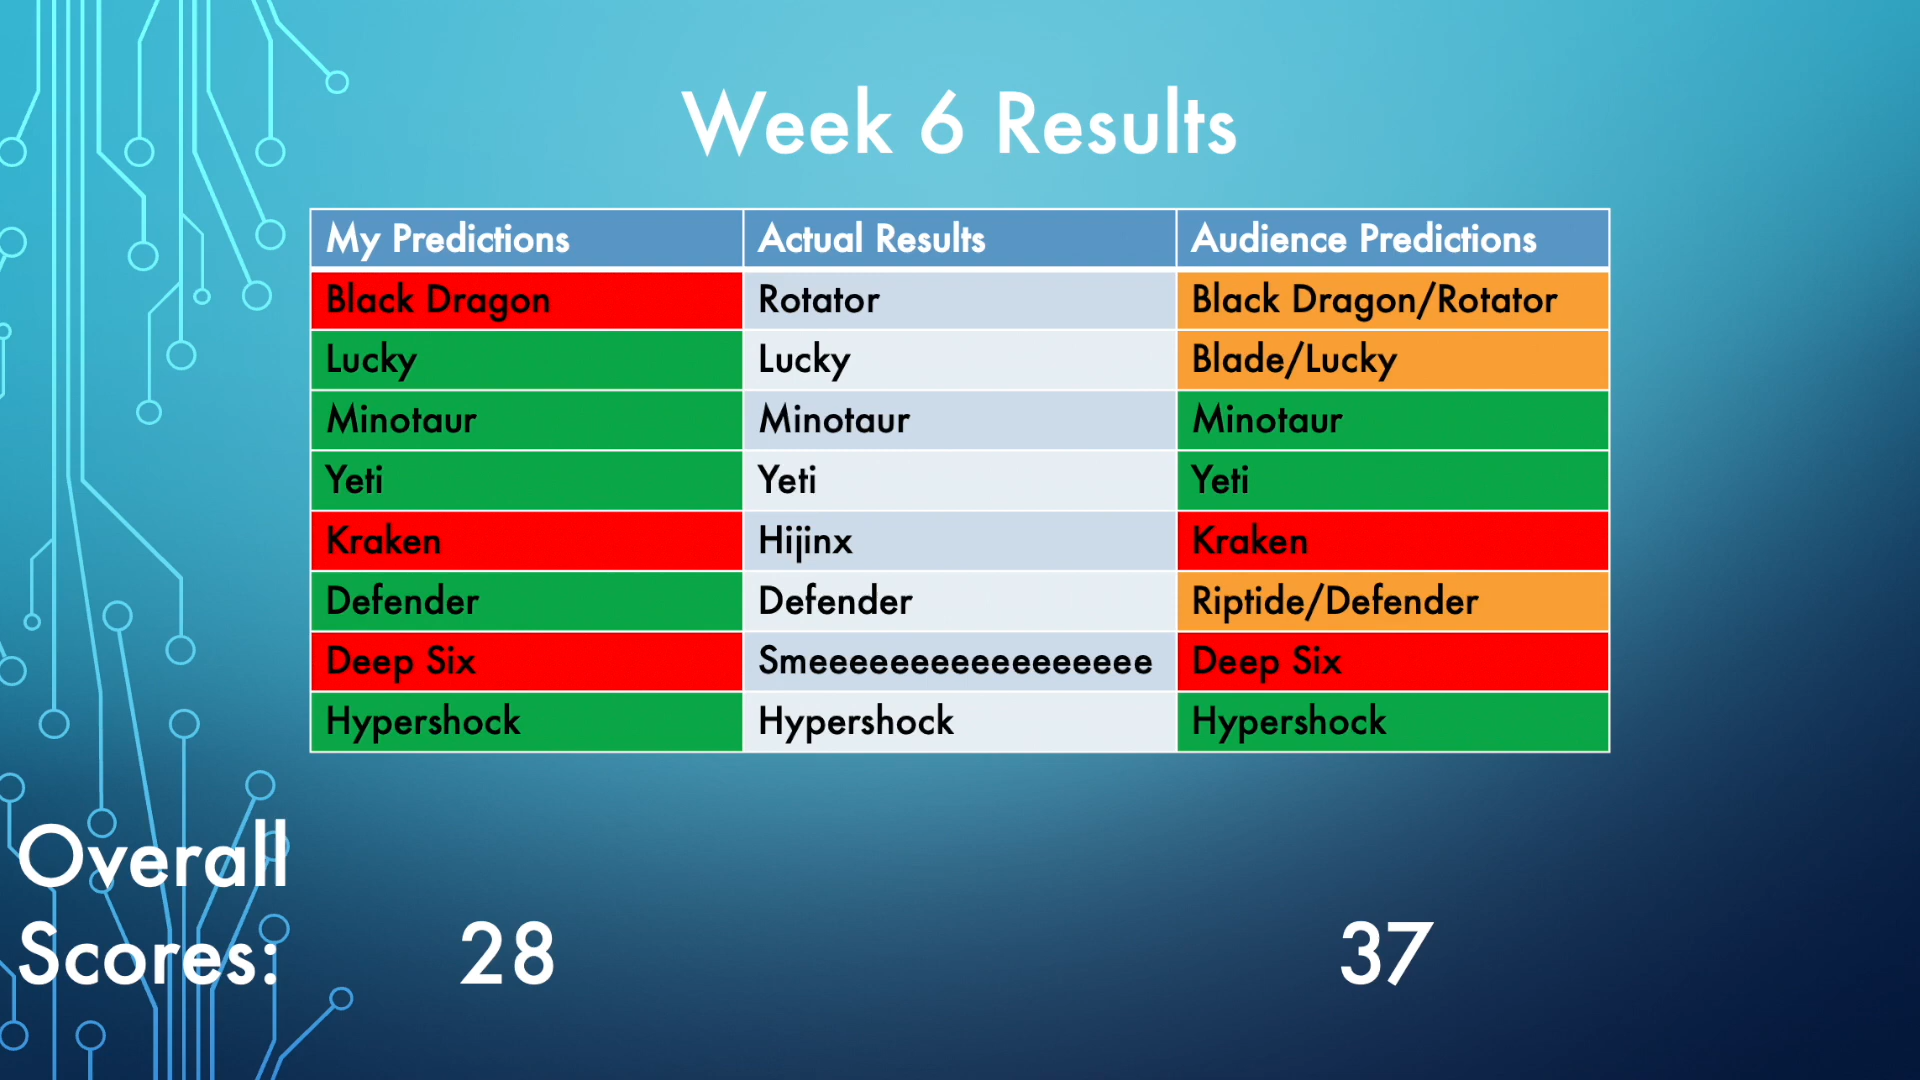 Week 6 Results
My Predictions Actual Results Audience Predictions
Black Dragon Rotator Black Dragon/Rotator
Lucky Lucky Blade/Lucky
Minotaur Minotaur Minotaur
Yeti Yeti Yeti
Kraken Hijinx Kraken
Defender Defender Riptide/Defender
Deep Six Smeeeeeeeeeeeeeeeee Deep Six
Hypershock Hypershock Hypershock
Overall
Scores: 28 37